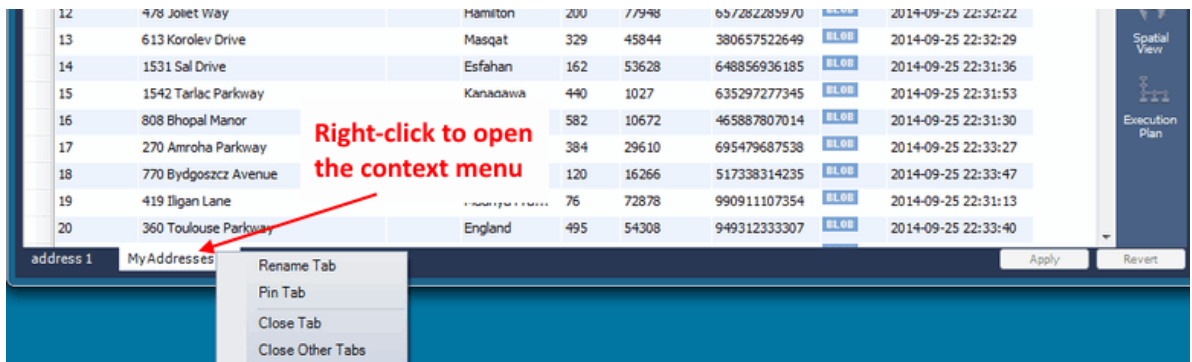 12 478 Joliet Way Hamilton 200 77948 657282285970 BLOB 2014-09-25 22:32:22
13 613 Korolev Drive Masqat 329 45844 380657522649 BLOB 2014-09-25 22:32:29
Spatial
View
14 1531 Sal Drive Esfahan 162 53628 648856936185 BLOB 2014-09-25 22:31:36
15 1542 Tarlac Parkway Kanagawa 440 1027 635297277345 BLOB 2014-09-25 22:31:53
16 808 Bhopal Manor 582 10672 465887807014 BLOB 2014-09-25 22:31:30
Execution
Plan
Right-click to open
the context menu
17 270 Amroha Parkway 384 29610 695479687538 BLOB 2014-09-25 22:33:27
18 770 Bydgoszcz Avenue 120 16266 517338314235 BLOB 2014-09-25 22:33:47
19 419 Iligan Lane 76 72878 990911107354 BLOB 2014-09-25 22:31:13
20 360 Toulouse Parkway England 495 54308 949312333307 BLOB 2014-09-25 22:33:40
address 1 MyAddresses Apply Revert
Rename Tab
Pin Tab
Close Tab
Close Other Tabs